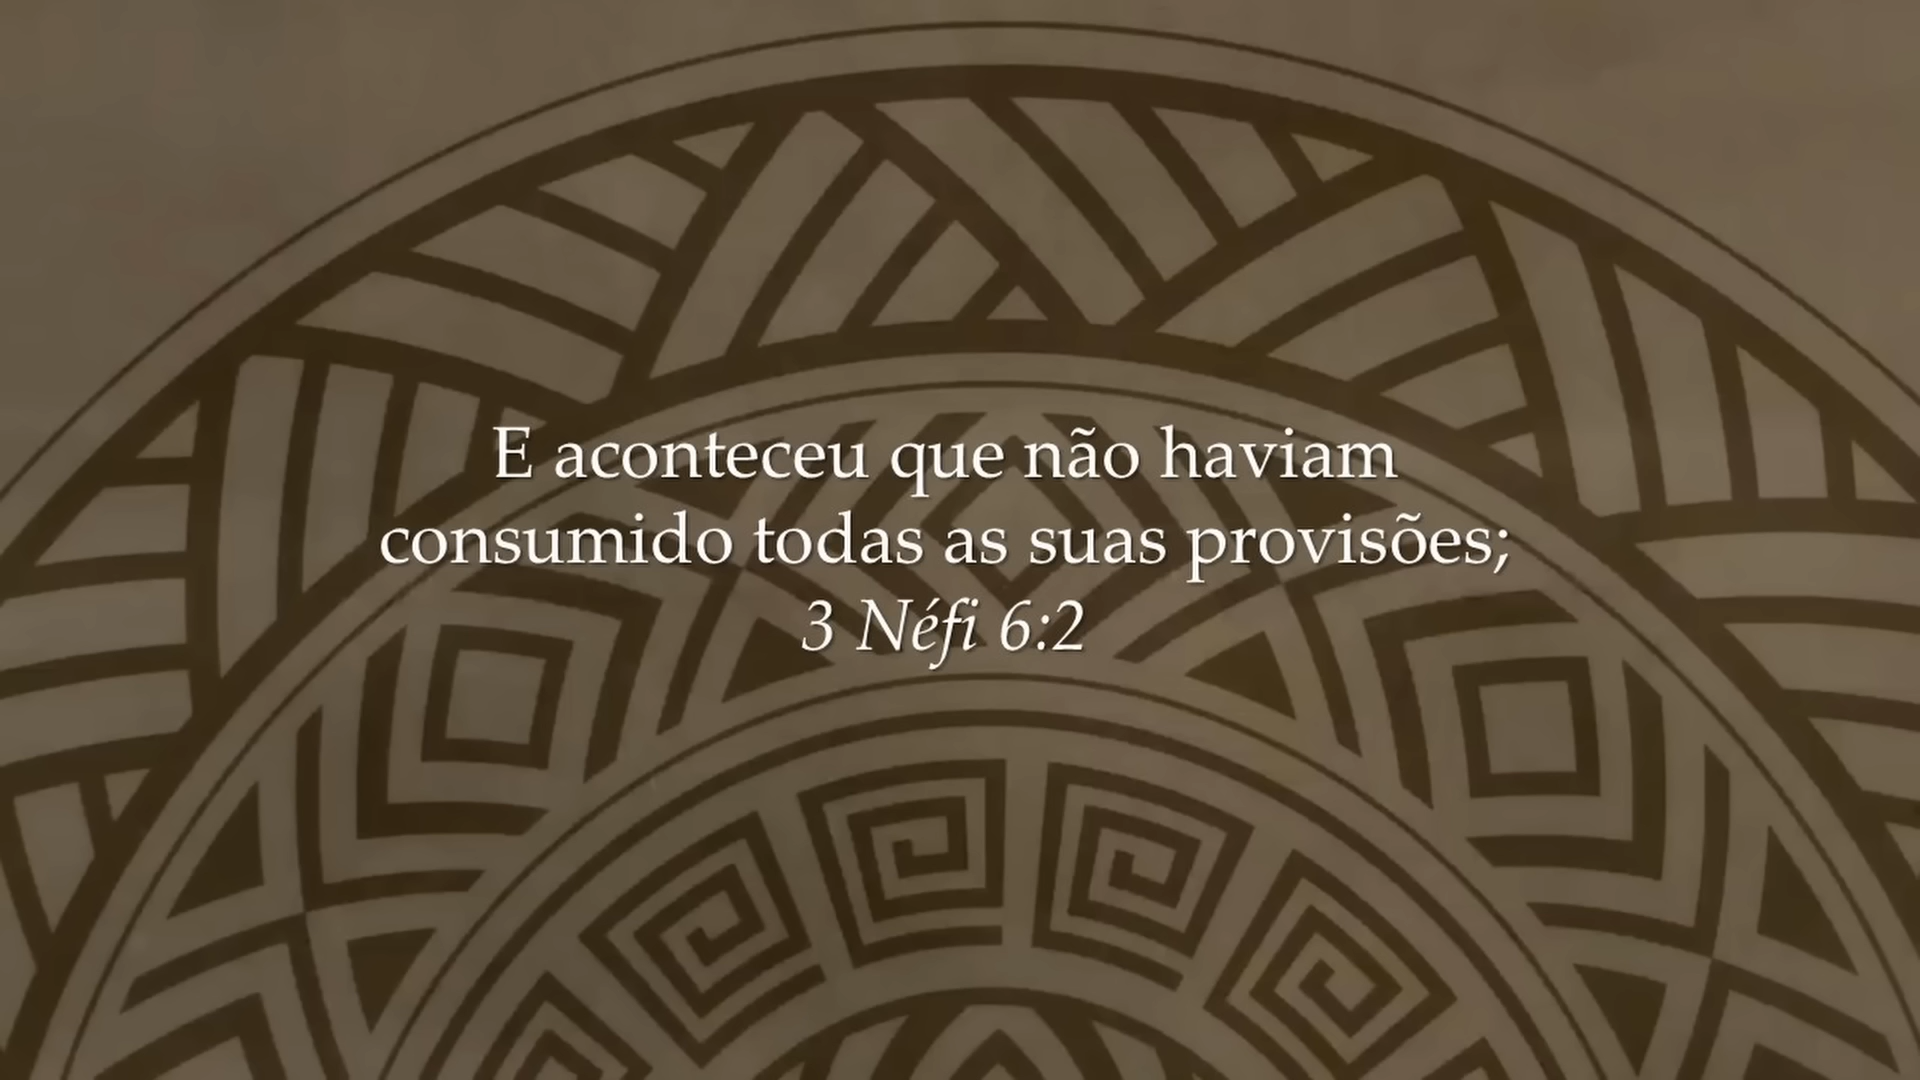 E aconteceu que não haviam
consumido todas as suas provisões;
3 Néfi 6:2